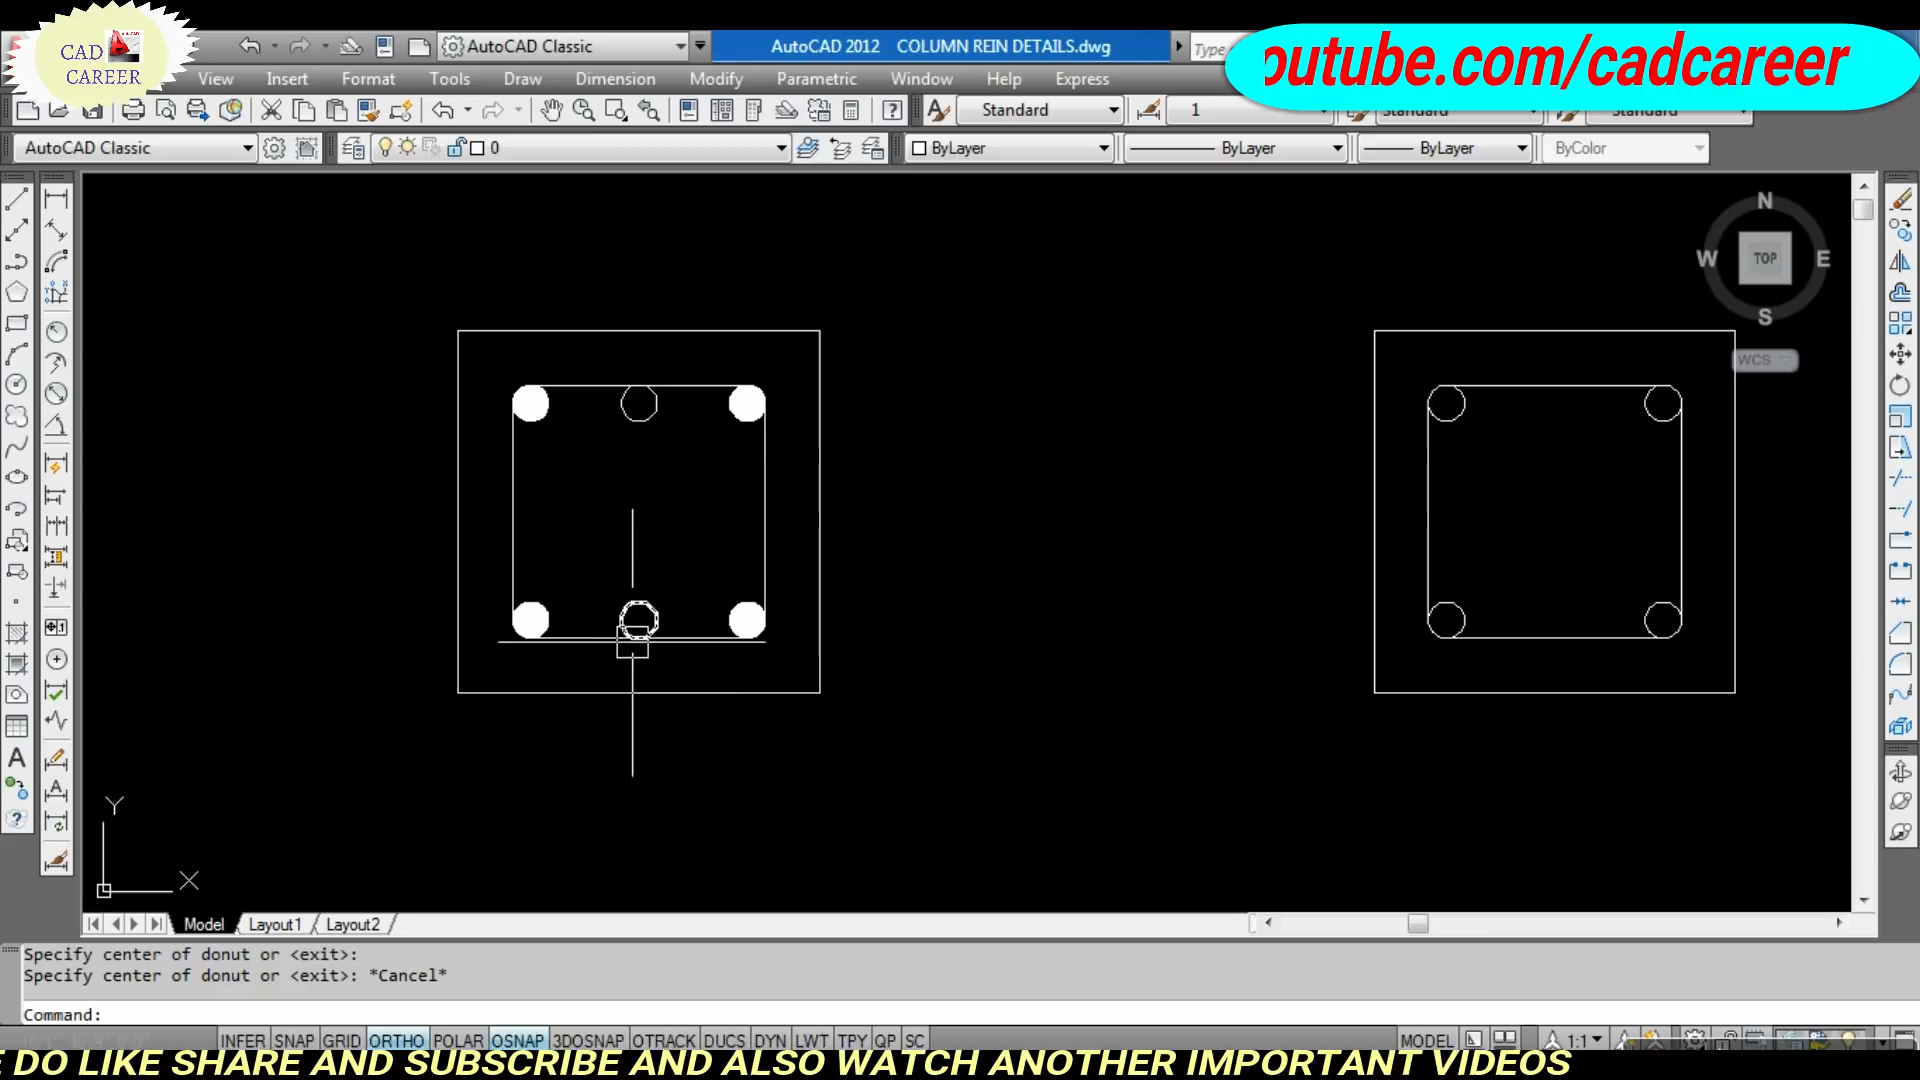 CAD
CAREER
AutoCAD Classic
AutoCAD 2012 COLUMN REIN DETAILS.dwg
Type
outube.com/cadcareer
View Insert Format Tools Draw Dimension Modify Parametric Window Help Express
Standard 1 Standard Standard
AutoCAD Classic 0 ByLayer ByLayer ByLayer ByColor
N
W TOP E
S
WCS
Y
X
Model Layout1 Layout2
Specify center of donut or <exit>:
Specify center of donut or <exit>: *Cancel*
Command:
INFER SNAP GRID ORTHO POLAR OSNAP 3DOSNAP OTRACK DUCS DYN LWT TPY QP SC MODEL 1:1
E DO LIKE SHARE AND SUBSCRIBE AND ALSO WATCH ANOTHER IMPORTANT VIDEOS